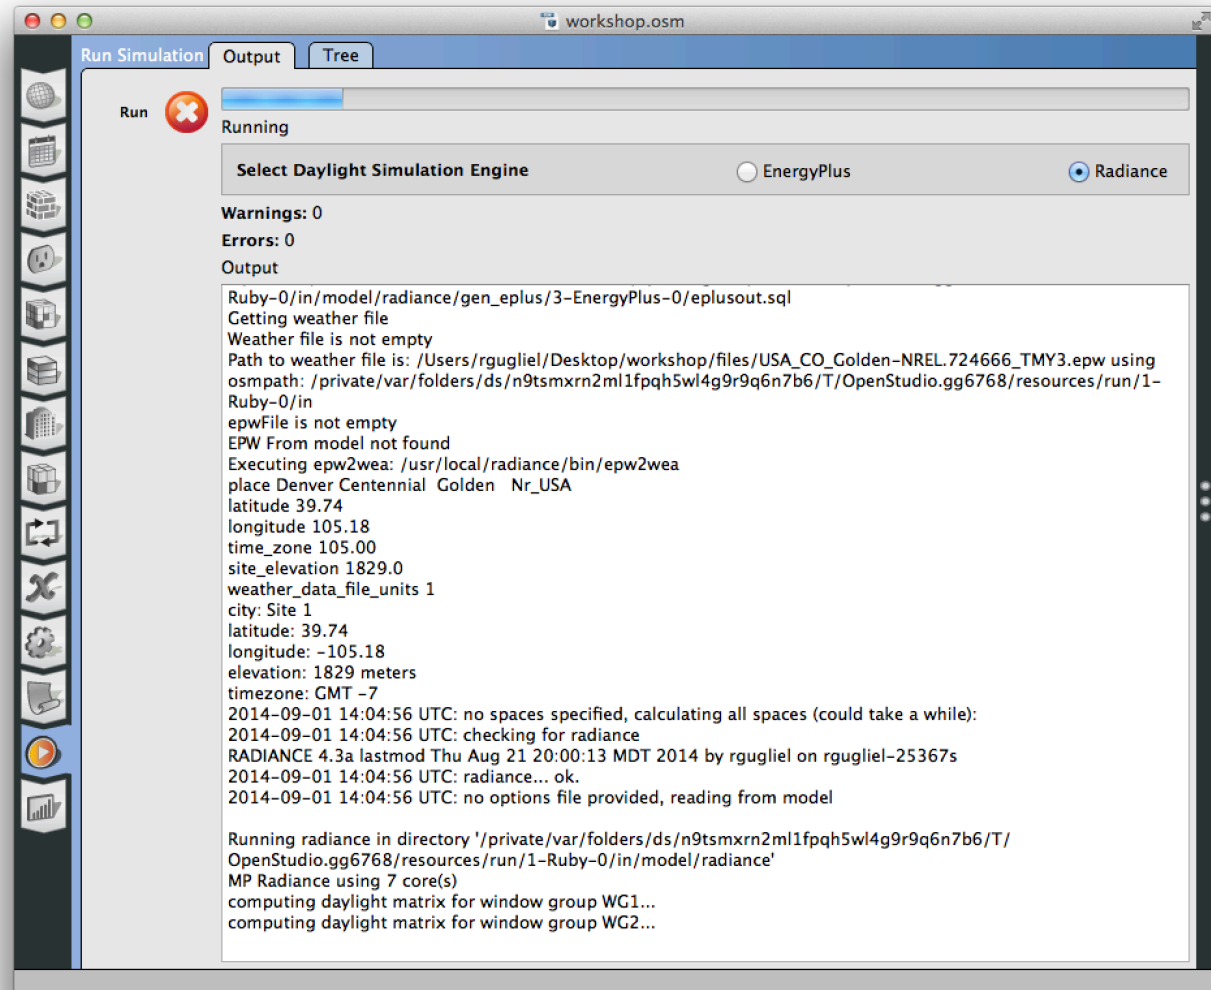 workshop.osm
Run Simulation
Output
Tree
Run
Running
Select Daylight Simulation Engine
EnergyPlus
Radiance
Warnings: 0
Errors: 0
Output
Ruby-0/in/model/radiance/gen_eplus/3-EnergyPlus-0/eplusout.sql
Getting weather file
Weather file is not empty
Path to weather file is: /Users/rgugliel/Desktop/workshop/files/USA_CO_Golden-NREL.724666_TMY3.epw using
osmpath: /private/var/folders/ds/n9tsmxrn2ml1fpqh5wl4g9r9q6n7b6/T/OpenStudio.gg6768/resources/run/1-
Ruby-0/in
epwFile is not empty
EPW From model not found
Executing epw2wea: /usr/local/radiance/bin/epw2wea
place Denver Centennial  Golden   Nr_USA
latitude 39.74
longitude 105.18
time_zone 105.00
site_elevation 1829.0
weather_data_file_units 1
city: Site 1
latitude: 39.74
longitude: -105.18
elevation: 1829 meters
timezone: GMT -7
2014-09-01 14:04:56 UTC: no spaces specified, calculating all spaces (could take a while):
2014-09-01 14:04:56 UTC: checking for radiance
RADIANCE 4.3a lastmod Thu Aug 21 20:00:13 MDT 2014 by rgugliel on rgugliel-25367s
2014-09-01 14:04:56 UTC: radiance... ok.
2014-09-01 14:04:56 UTC: no options file provided, reading from model
Running radiance in directory '/private/var/folders/ds/n9tsmxrn2ml1fpqh5wl4g9r9q6n7b6/T/
OpenStudio.gg6768/resources/run/1-Ruby-0/in/model/radiance'
MP Radiance using 7 core(s)
computing daylight matrix for window group WG1...
computing daylight matrix for window group WG2...